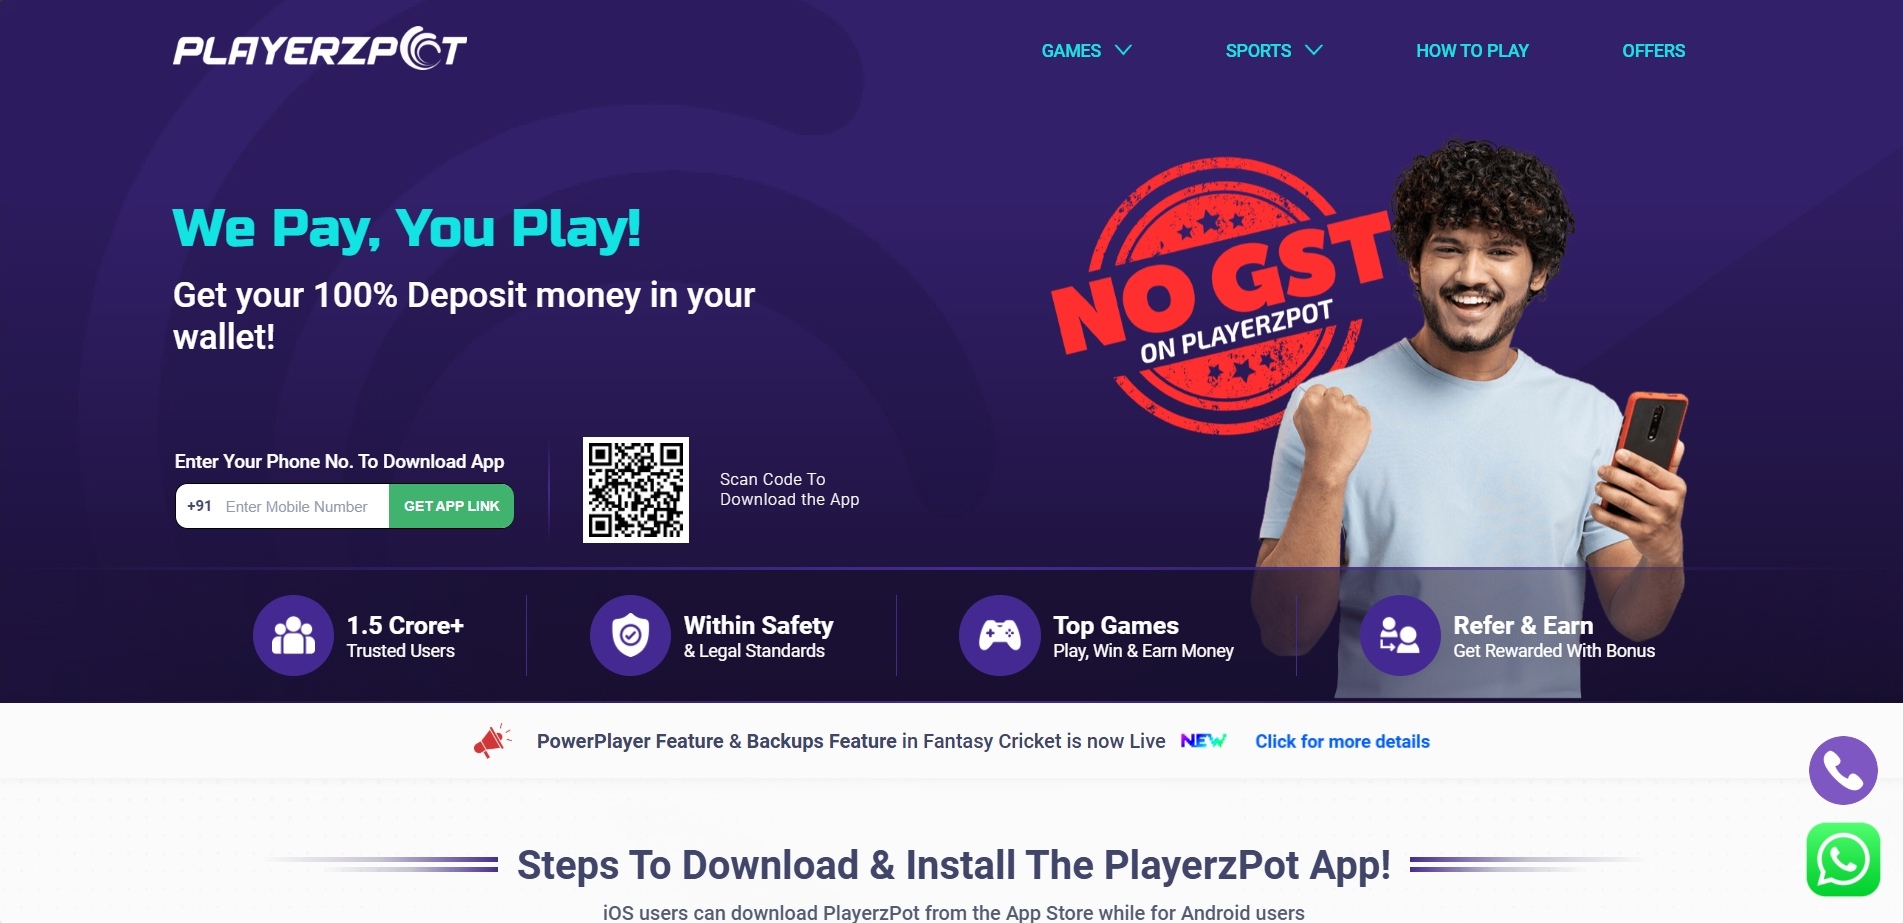 PLAYERZPOT
GAMES
SPORTS
HOW TO PLAY
OFFERS
We Pay, You Play!
Get your 100% Deposit money in your
wallet!
NO GST
ON PLAYERZPOT
Enter Your Phone No. To Download App
+91 Enter Mobile Number GET APP LINK
Scan Code To
Download the App
1.5 Crore+
Trusted Users
Within Safety
& Legal Standards
Top Games
Play, Win & Earn Money
Refer & Earn
Get Rewarded With Bonus
PowerPlayer Feature & Backups Feature in Fantasy Cricket is now Live NEW Click for more details
Steps To Download & Install The PlayerzPot App!
iOS users can download PlayerzPot from the App Store while for Android users